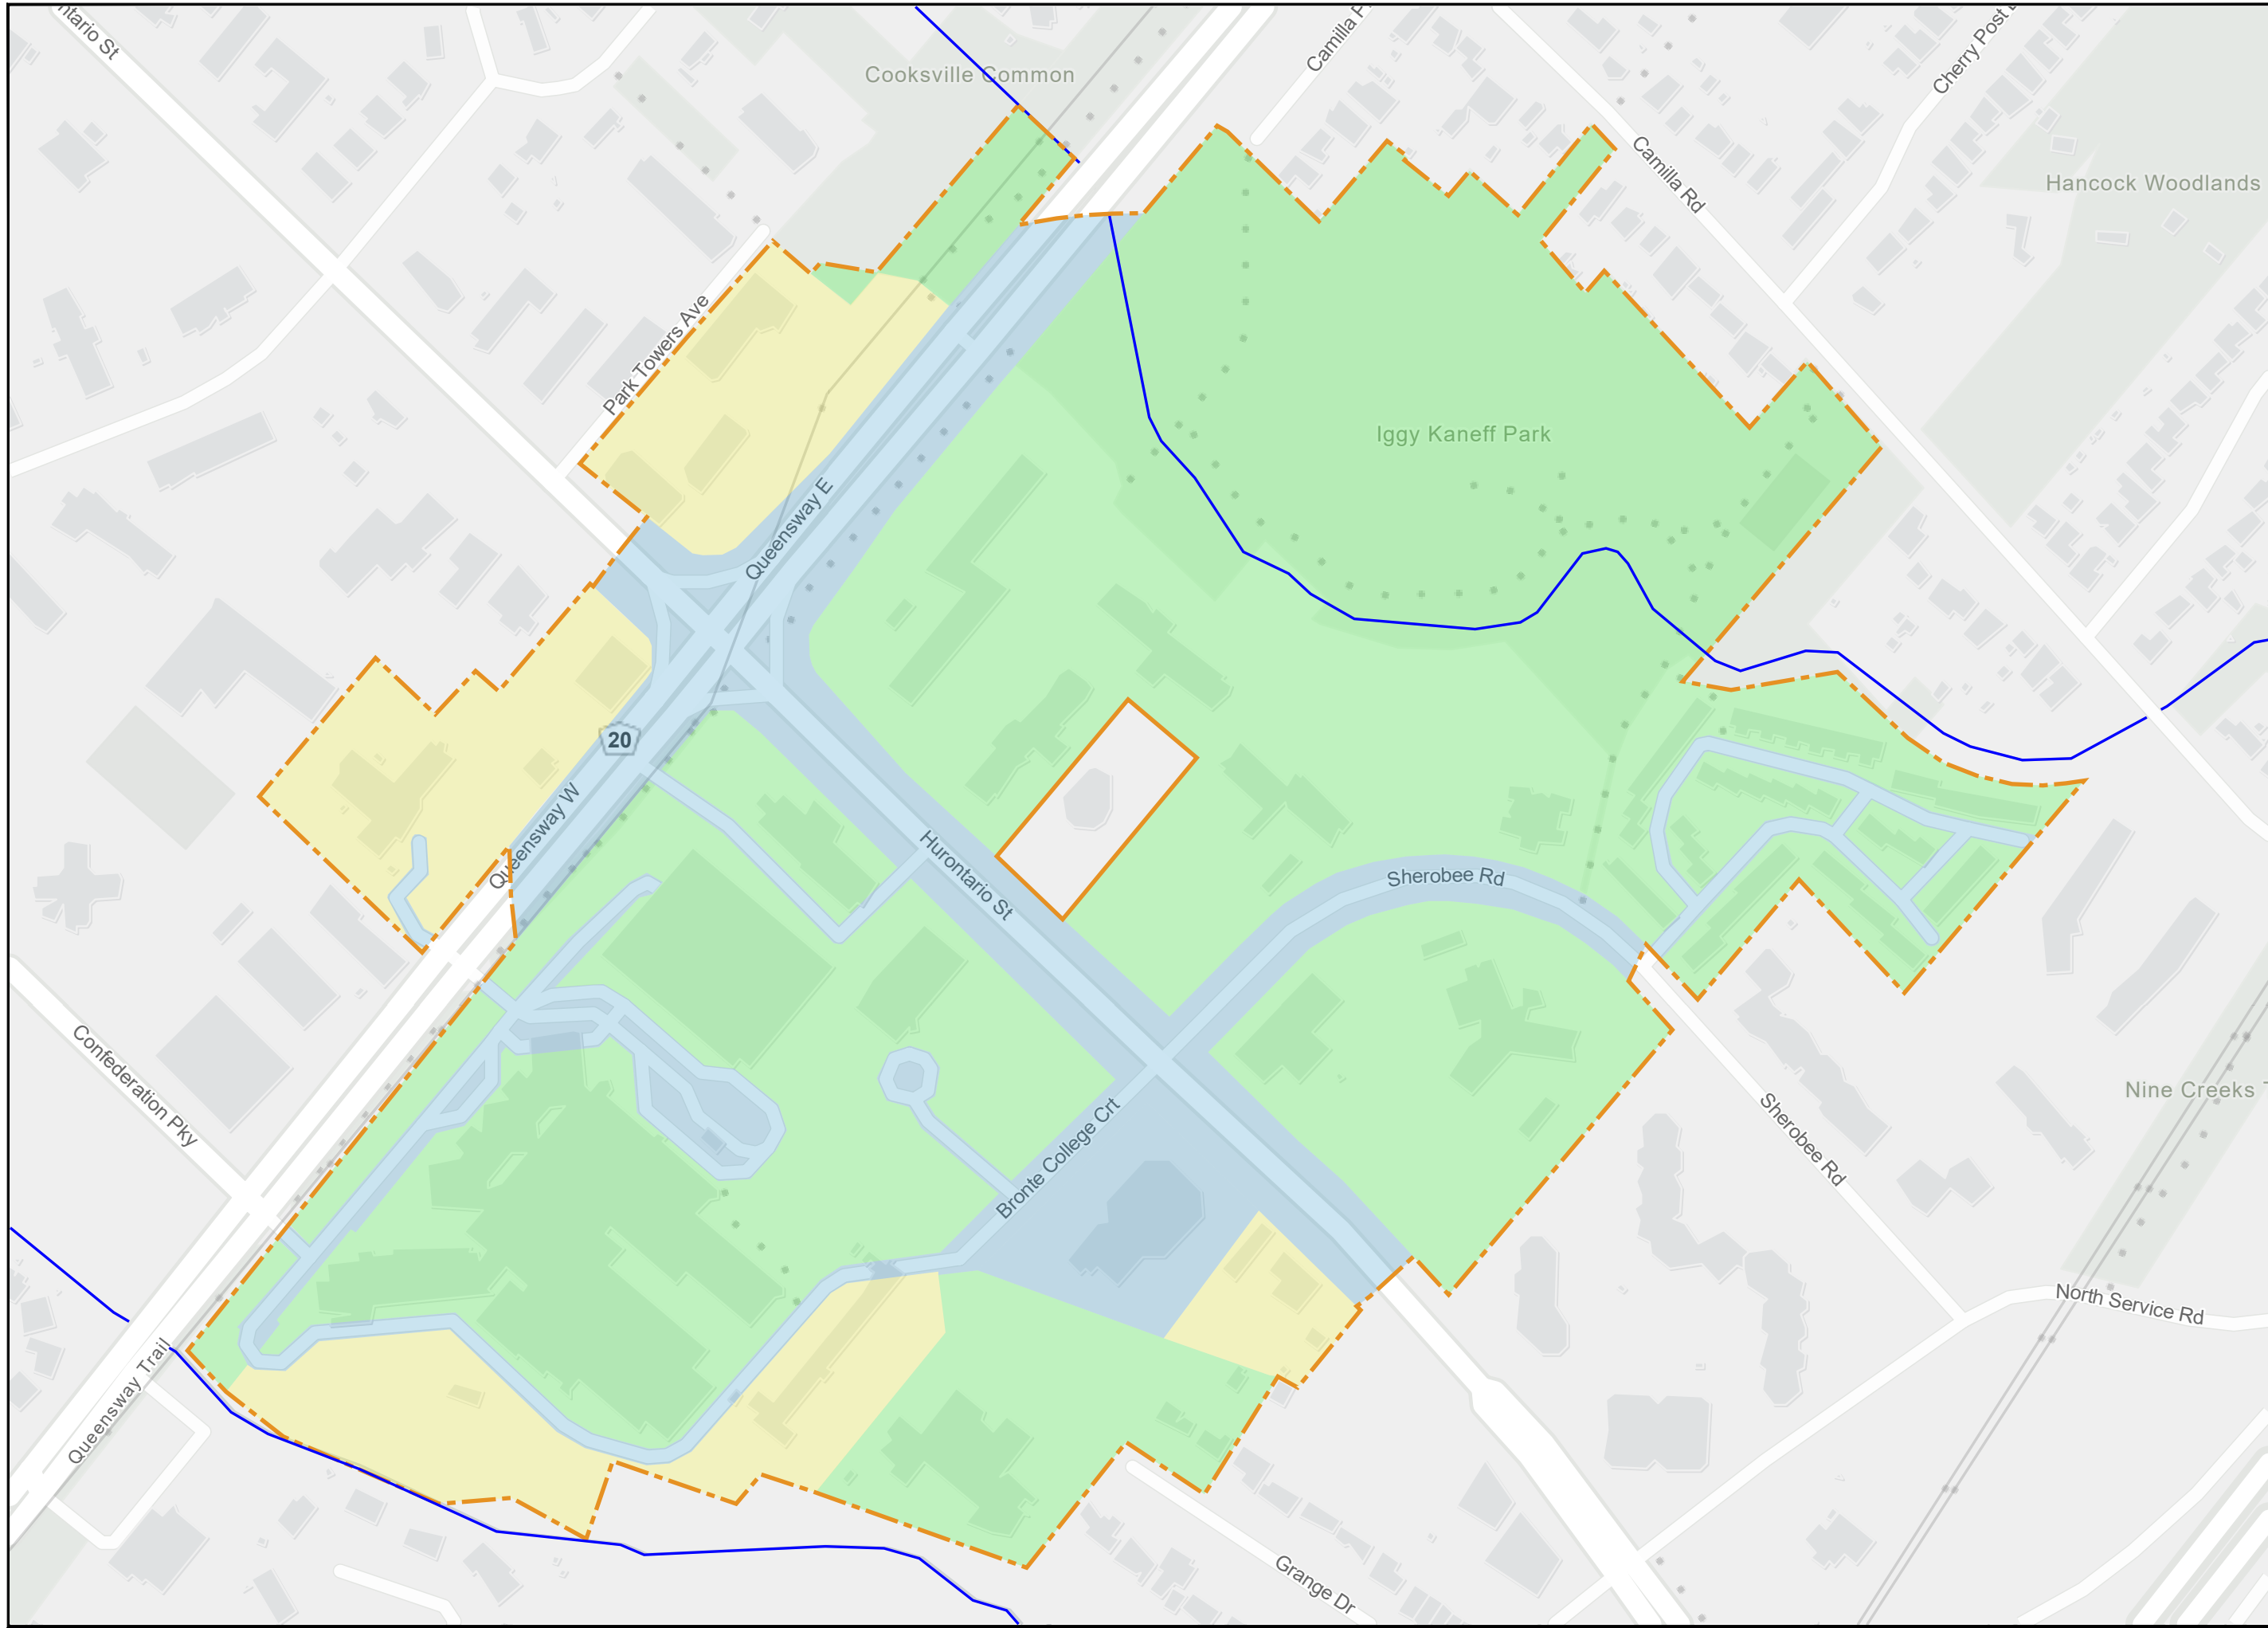 ntario St
Cooksville Common
Camilla
Cherry Post
Camilla Rd
Hancock Woodlands
Park Towers Ave
Iggy Kaneff Park
Queensway E
20
Queensway W
Hurontario St
Sherobee Rd
Confederation Pky
Bronte College Crt
Nine Creeks
Sherobee Rd
North Service Rd
Queensway Trail
Grange Dr